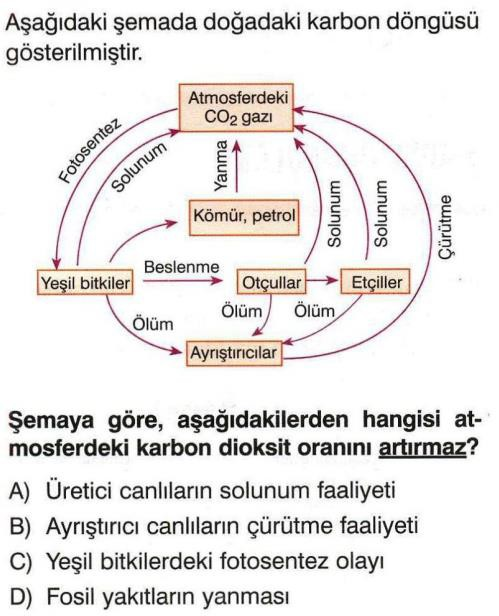 Aşağıdaki şemada doğadaki karbon döngüsü
gösterilmiştir.
Atmosferdeki
CO₂ gazı
Fotosentez
Solunum
Yanma
Kömür, petrol
Solunum
Solunum
Çürütme
Yeşil bitkiler
Beslenme
Otçullar
Etçiller
Ölüm
Ölüm
Ölüm
Ayrıştırıcılar
Şemaya göre, aşağıdakilerden hangisi at-
mosferdeki karbon dioksit oranını artırmaz?
A) Üretici canlıların solunum faaliyeti
B) Ayrıştırıcı canlıların çürütme faaliyeti
C) Yeşil bitkilerdeki fotosentez olayı
D) Fosil yakıtların yanması